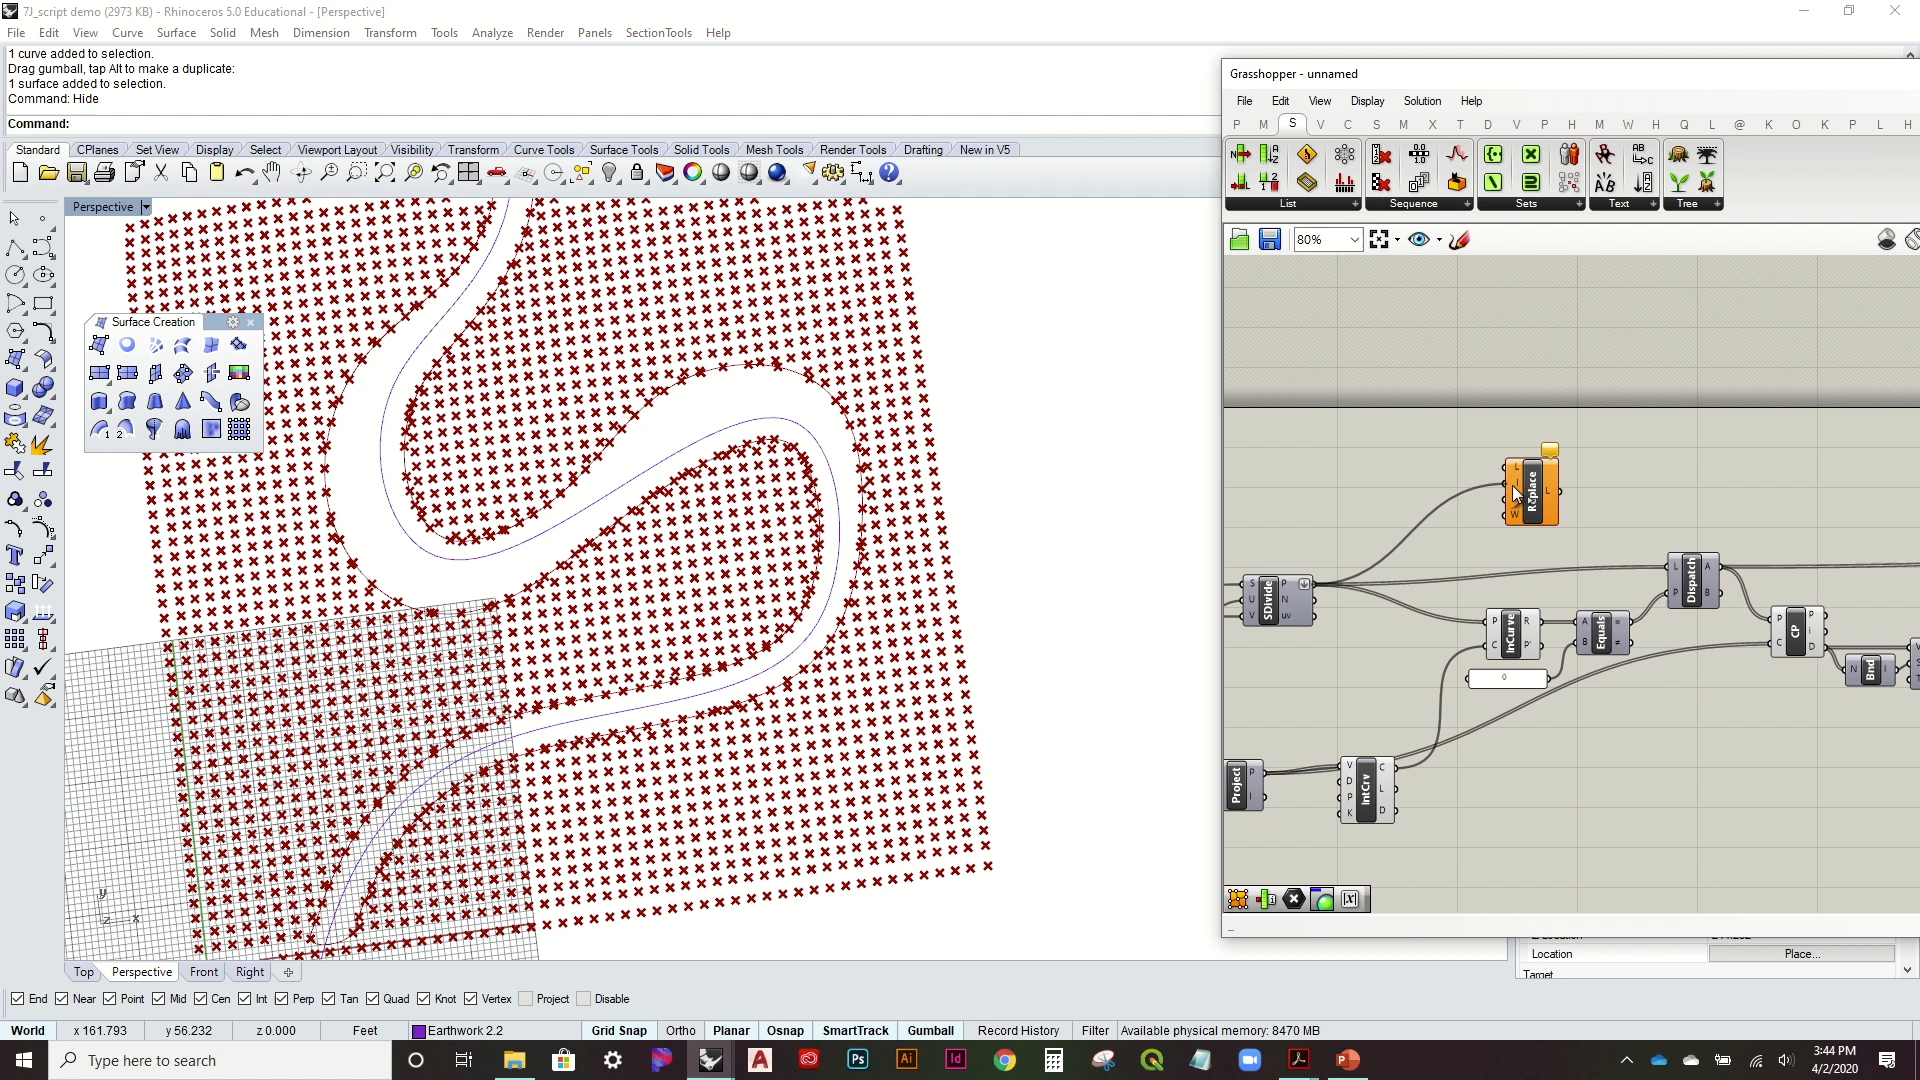 7J_script demo (2973 KB) - Rhinoceros 5.0 Educational - [Perspective]
File Edit View Curve Surface Solid Mesh Dimension Transform Tools Analyze Render Panels SectionTools Help
1 curve added to selection.
Drag gumball, tap Alt to make a duplicate:
1 surface added to selection.
Command: Hide
Command:
Standard CPlanes Set View Display Select Viewport Layout Visibility Transform Curve Tools Surface Tools Solid Tools Mesh Tools Render Tools Drafting New in V5
Perspective
Surface Creation
1 2
y
z x
Grasshopper - unnamed
File Edit View Display Solution Help
P M S V C S M X T D V P H M W H Q L @ K O K P L H
List Sequence Sets Text Tree
80%
L
W
Replace
L
S
U
V
SDivide
P
N
uv
P
C
InCurve
R
P'
0
A
B
Equals
=
≠
L
P
Dispatch
A
B
P
C
CP
P
i
D
N
Bnd
I
Project
P
I
V
D
P
K
IntCrv
C
L
D
Location Place...
Target
Top Perspective Front Right
End Near Point Mid Cen Int Perp Tan Quad Knot Vertex Project Disable
World x 161.793 y 56.232 z 0.000 Feet Earthwork 2.2 Grid Snap Ortho Planar Osnap SmartTrack Gumball Record History Filter Available physical memory: 8470 MB
Type here to search
3:44 PM
4/2/2020